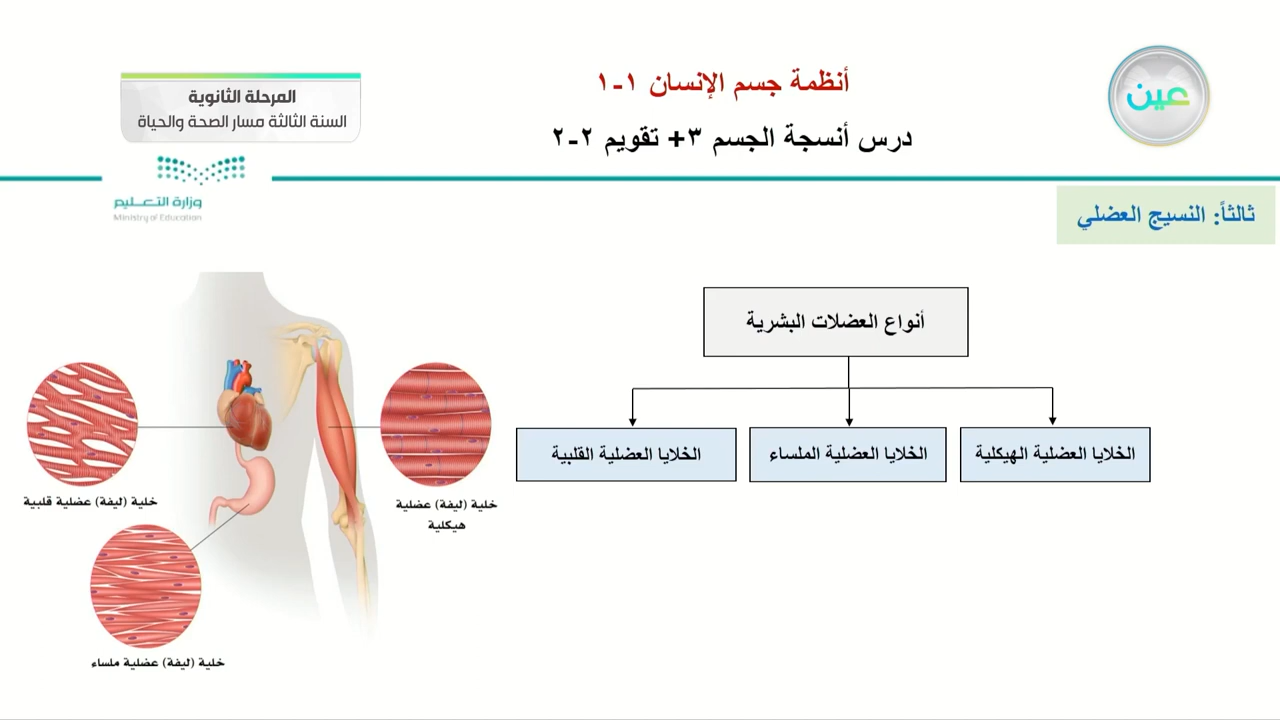 أنظمة جسم الإنسان ١-١
درس أنسجة الجسم ٣+ تقويم ٢-٢
عين
المرحلة الثانوية
السنة الثالثة مسار الصحة والحياة
وزارة التعـــليم
Ministry of Education
ثالثاً: النسيج العضلي
أنواع العضلات البشرية
الخلايا العضلية الهيكلية
الخلايا العضلية الملساء
الخلايا العضلية القلبية
خلية (ليفة) عضلية
هيكلية
خلية (ليفة) عضلية قلبية
خلية (ليفة) عضلية ملساء